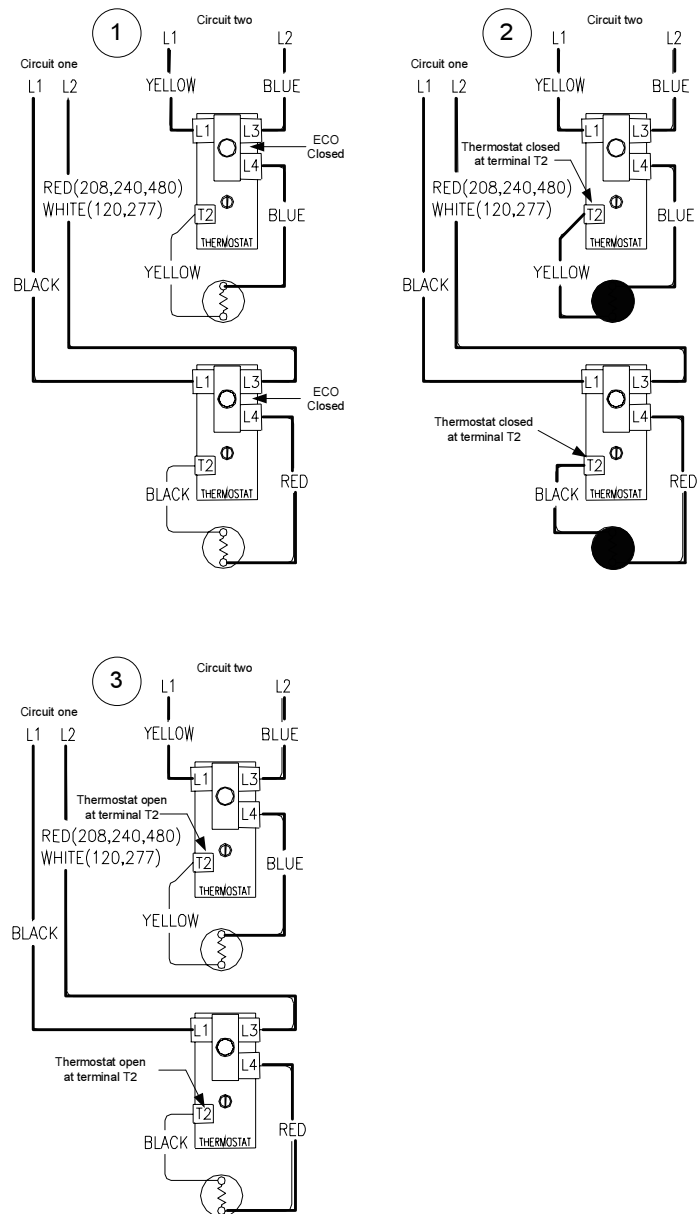 1
Circuit two
L1 L2
Circuit one
L1 L2
YELLOW
BLUE
L1 L3
ECO
Closed
L4
RED(208,240,480)
WHITE(120,277)
T2
BLUE
THERMOSTAT
YELLOW
BLACK
L1 L3
ECO
Closed
L4
T2
RED
BLACK
THERMOSTAT
2
Circuit two
L1 L2
Circuit one
L1 L2
YELLOW
BLUE
L1 L3
Thermostat closed
at terminal T2
L4
RED(208,240,480)
WHITE(120,277)
T2
BLUE
THERMOSTAT
YELLOW
BLACK
L1 L3
L4
Thermostat closed
at terminal T2
T2
RED
BLACK
THERMOSTAT
3
Circuit two
L1 L2
Circuit one
L1 L2
YELLOW
BLUE
L1 L3
Thermostat open
at terminal T2
L4
RED(208,240,480)
WHITE(120,277)
T2
BLUE
THERMOSTAT
YELLOW
BLACK
L1 L3
Thermostat open
at terminal T2
L4
T2
RED
BLACK
THERMOSTAT